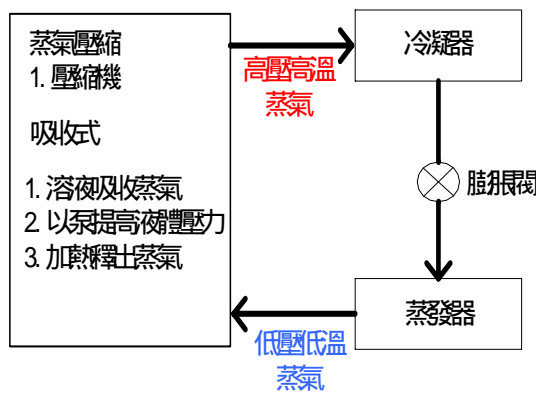 蒸氣壓縮
1. 壓縮機
吸收式
1. 溶液吸收蒸氣
2. 以泵提高液體壓力
3. 加熱釋出蒸氣
高壓高溫
蒸氣
冷凝器
膨脹閥
蒸發器
低壓低溫
蒸氣